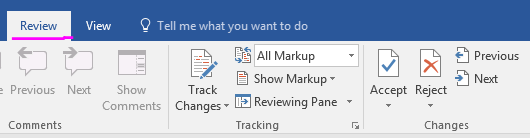 Review View Tell me what you want to do
Previous Next Show Comments
Comments
Track Changes
All Markup
Show Markup
Reviewing Pane
Tracking
Accept Reject
Previous
Next
Changes